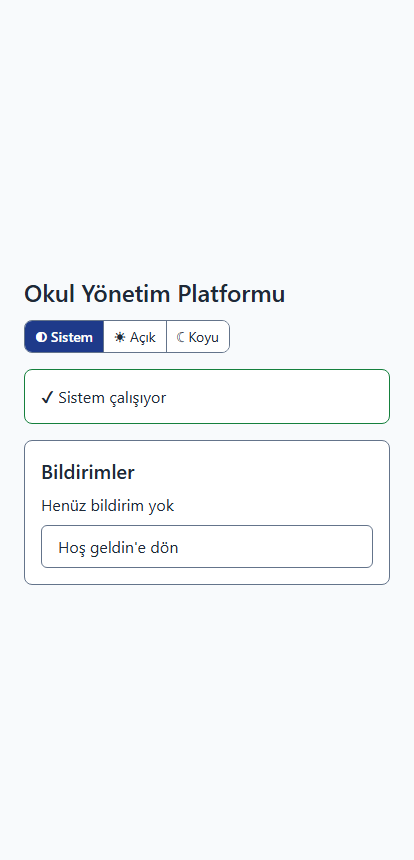 Okul Yönetim Platformu
◐ Sistem ☀ Açık ☾ Koyu
✓ Sistem çalışıyor
Bildirimler
Henüz bildirim yok
Hoş geldin'e dön